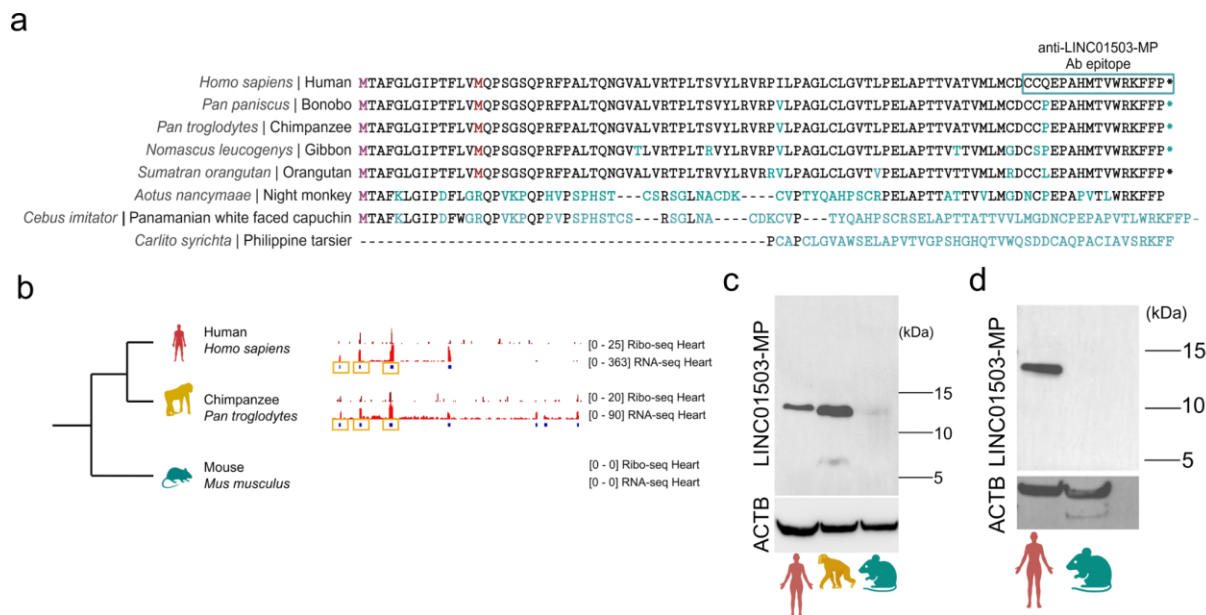 a
anti-LINC01503-MP
Ab epitope
Homo sapiens | Human MTAFGLGIPTFLVMQPSGSQPRFPALTQNGVALVRTPLTSVYLRVRPILPAGLCLGVTLPELAPTTVATVMLMCDCCQEPAHMTVWRKFFP*
Pan paniscus | Bonobo MTAFGLGIPTFLVMQPSGSQPRFPALTQNGVALVRTPLTSVYLRVRPVLPAGLCLGVTLPELAPTTVATVMLMCDCCPEPAHMTVWRKFFP*
Pan troglodytes | Chimpanzee MTAFGLGIPTFLVMQPSGSQPRFPALTQNGVALVRTPLTSVYLRVRPVLPAGLCLGVTLPELAPTTVATVMLMCDCCPEPAHMTVWRKFFP*
Nomascus leucogenys | Gibbon MTAFGLGIPTFLVMQPSGSQPRFPALTQNGVTLVRTPLTRVYLRVRPVLPAGLCLGVTLPELAPTTVTTVMLMGDCSPEPAHMTVWRKFFP*
Sumatran orangutan | Orangutan MTAFGLGIPTFLVMQPSGSQPRFPALTQNGVALVRTPLTSVYLRVRRVLPAGLCLGVTVPELAPTTVATVMLMRDCCLEPAHMTVWRKFFP*
Aotus nancymaae | Night monkey MTAFKLGIPDFLGRQPVKPQPHVPSPHST---CSRSGLNACDK----CVPTYQAHPSCRPELAPTTATTVVLMGDNCPEPAPVTLWRKFFP
Cebus imitator | Panamanian white faced capuchin MTAFKLGIPDFWGRQPVKPQPPVPSPHSTCS---RSGLNA----CDKCVP---TYQAHPSCRSELAPTTATTVVLMGDNCPEPAPVTLWRKFFP-
Carlito syrichta | Philippine tarsier ----------------------------------------------PCAPCLGVAWSELAPVTVGPSHGHQTVWQSDDCAQPACIAVSRKFF
b
Human
Homo sapiens
[0 - 25] Ribo-seq Heart
[0 - 363] RNA-seq Heart
Chimpanzee
Pan troglodytes
[0 - 20] Ribo-seq Heart
[0 - 90] RNA-seq Heart
Mouse
Mus musculus
[0 - 0] Ribo-seq Heart
[0 - 0] RNA-seq Heart
c
LINC01503-MP
(kDa)
15
10
5
ACTB
d
LINC01503-MP
(kDa)
15
10
5
ACTB